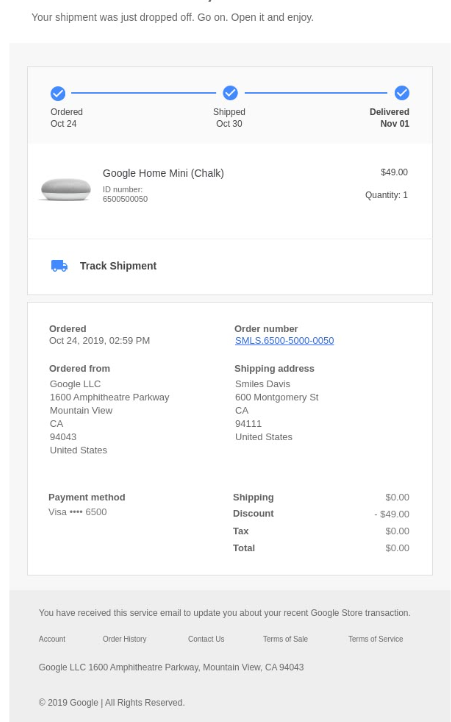 Your shipment was just dropped off. Go on. Open it and enjoy.
Ordered
Oct 24
Shipped
Oct 30
Delivered
Nov 01
Google Home Mini (Chalk)
$49.00
ID number:
6500500050
Quantity: 1
Track Shipment
Ordered
Oct 24, 2019, 02:59 PM
Order number
SMLS.6500-5000-0050
Ordered from
Google LLC
1600 Amphitheatre Parkway
Mountain View
CA
94043
United States
Shipping address
Smiles Davis
600 Montgomery St
CA
94111
United States
Payment method
Visa •••• 6500
Shipping $0.00
Discount - $49.00
Tax $0.00
Total $0.00
You have received this service email to update you about your recent Google Store transaction.
Account Order History Contact Us Terms of Sale Terms of Service
Google LLC 1600 Amphitheatre Parkway, Mountain View, CA 94043
© 2019 Google | All Rights Reserved.